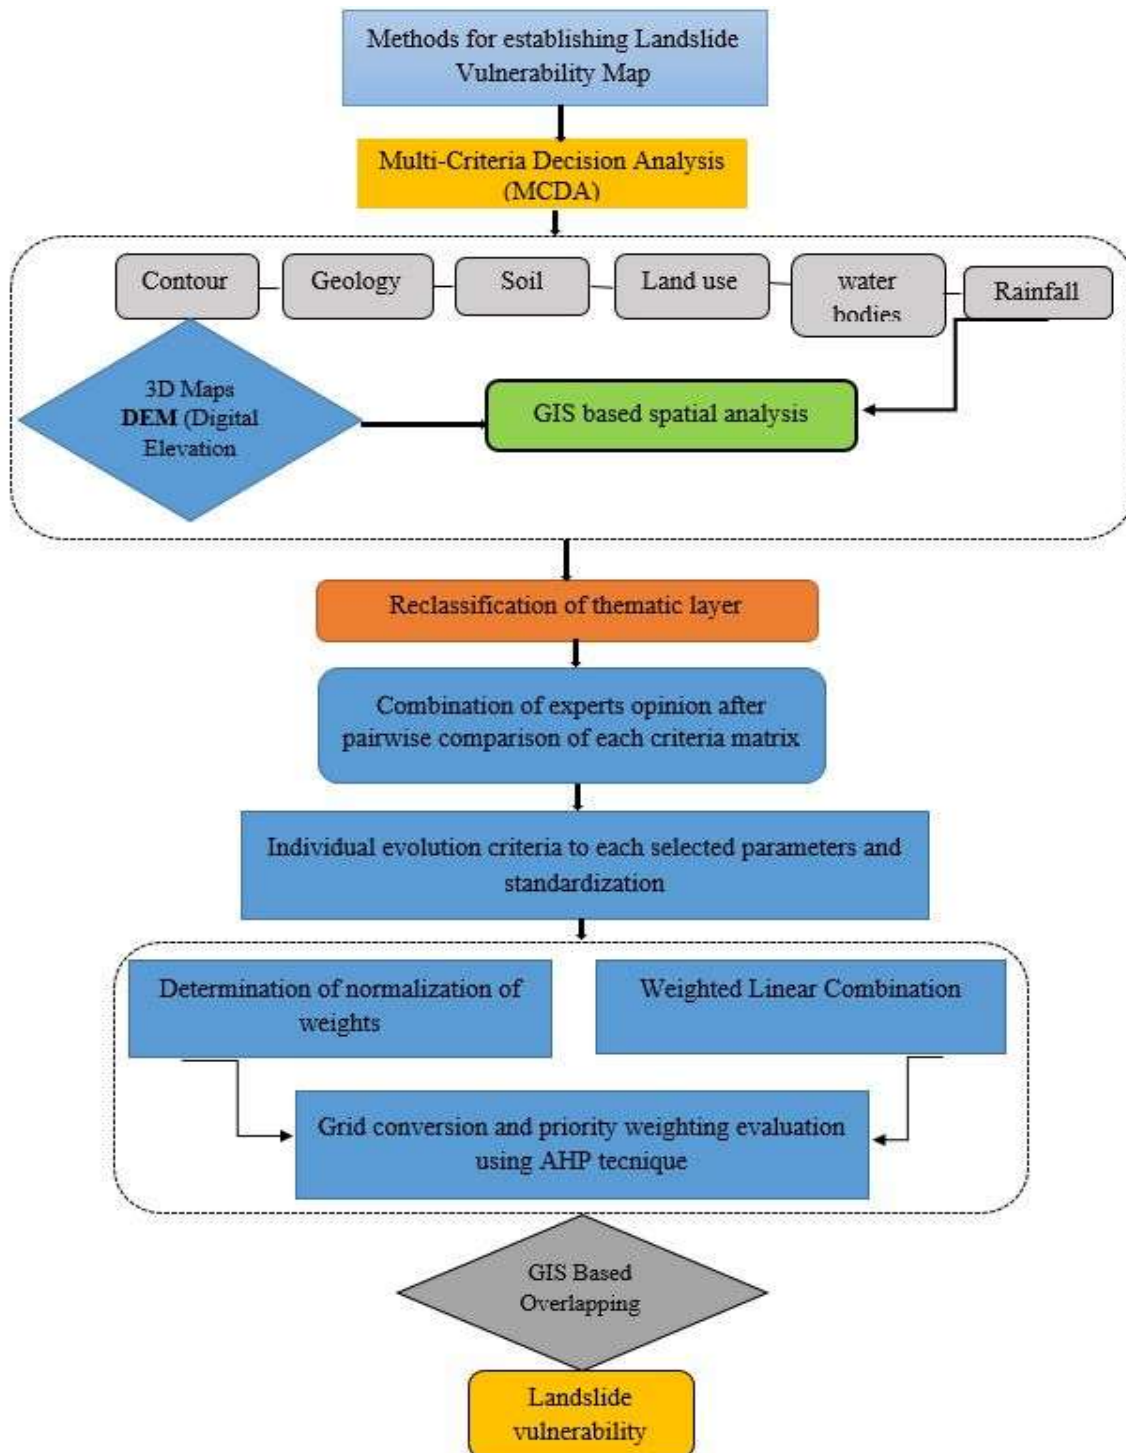 Methods for establishing Landslide
Vulnerability Map
Multi-Criteria Decision Analysis
(MCDA)
Contour
Geology
Soil
Land use
water
bodies
Rainfall
3D Maps
DEM (Digital
Elevation
GIS based spatial analysis
Reclassification of thematic layer
Combination of experts opinion after
pairwise comparison of each criteria matrix
Individual evolution criteria to each selected parameters and
standardization
Determination of normalization of
weights
Weighted Linear Combination
Grid conversion and priority weighting evaluation
using AHP tecnique
GIS Based
Overlapping
Landslide
vulnerability